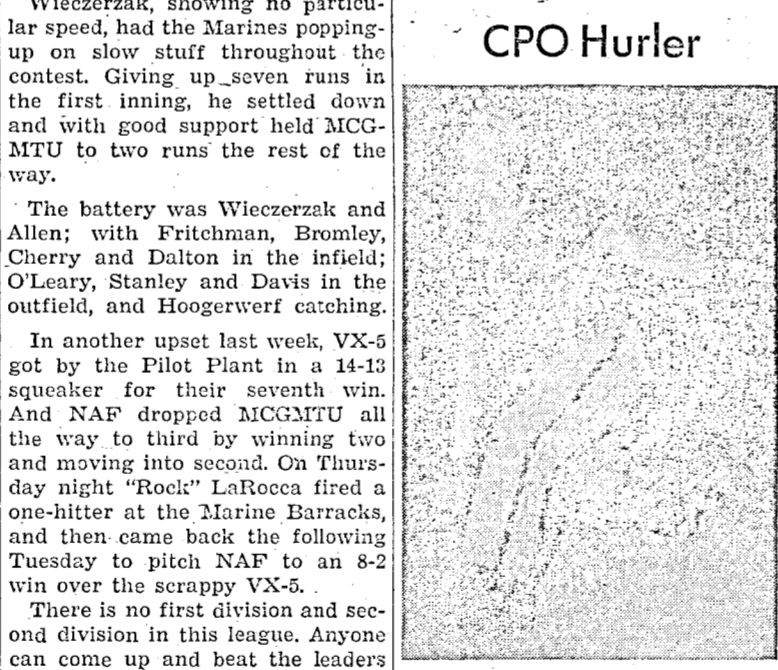 Wieczerzak, showing no particu-
lar speed, had the Marines popping-
up on slow stuff throughout the
contest. Giving up seven runs in
the first inning, he settled down
and with good support held MCG-
MTU to two runs the rest of the
way.
The battery was Wieczerzak and
Allen; with Fritchman, Bromley,
Cherry and Dalton in the infield;
O'Leary, Stanley and Davis in the
outfield, and Hoogerwerf catching.
In another upset last week, VX-5
got by the Pilot Plant in a 14-13
squeaker for their seventh win.
And NAF dropped MCGMTU all
the way to third by winning two
and moving into second. On Thurs-
day night "Rock" LaRocca fired a
one-hitter at the Marine Barracks,
and then came back the following
Tuesday to pitch NAF to an 8-2
win over the scrappy VX-5.
There is no first division and sec-
ond division in this league. Anyone
can come up and beat the leaders
CPO Hurler